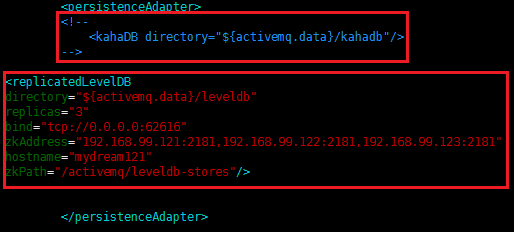 <persistenceAdapter>
<!--
<kahaDB directory="${activemq.data}/kahadb"/>
-->
<replicatedLevelDB
directory="${activemq.data}/leveldb"
replicas="3"
bind="tcp://0.0.0.0:62616"
zkAddress="192.168.99.121:2181,192.168.99.122:2181,192.168.99.123:2181"
hostname="mydream121"
zkPath="/activemq/leveldb-stores"/>
</persistenceAdapter>